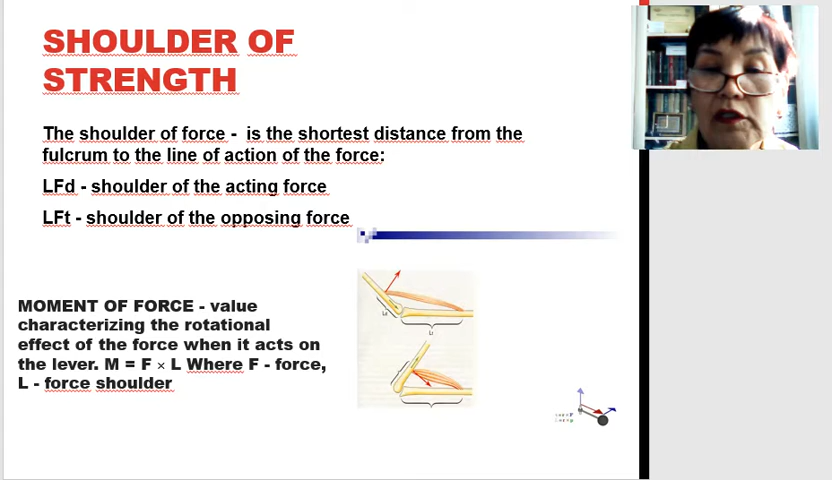 SHOULDER OF
STRENGTH
The shoulder of force - is the shortest distance from the
fulcrum to the line of action of the force:
LFd - shoulder of the acting force
LFt - shoulder of the opposing force
MOMENT OF FORCE - value
characterizing the rotational
effect of the force when it acts on
the lever. M = F × L Where F - force,
L - force shoulder